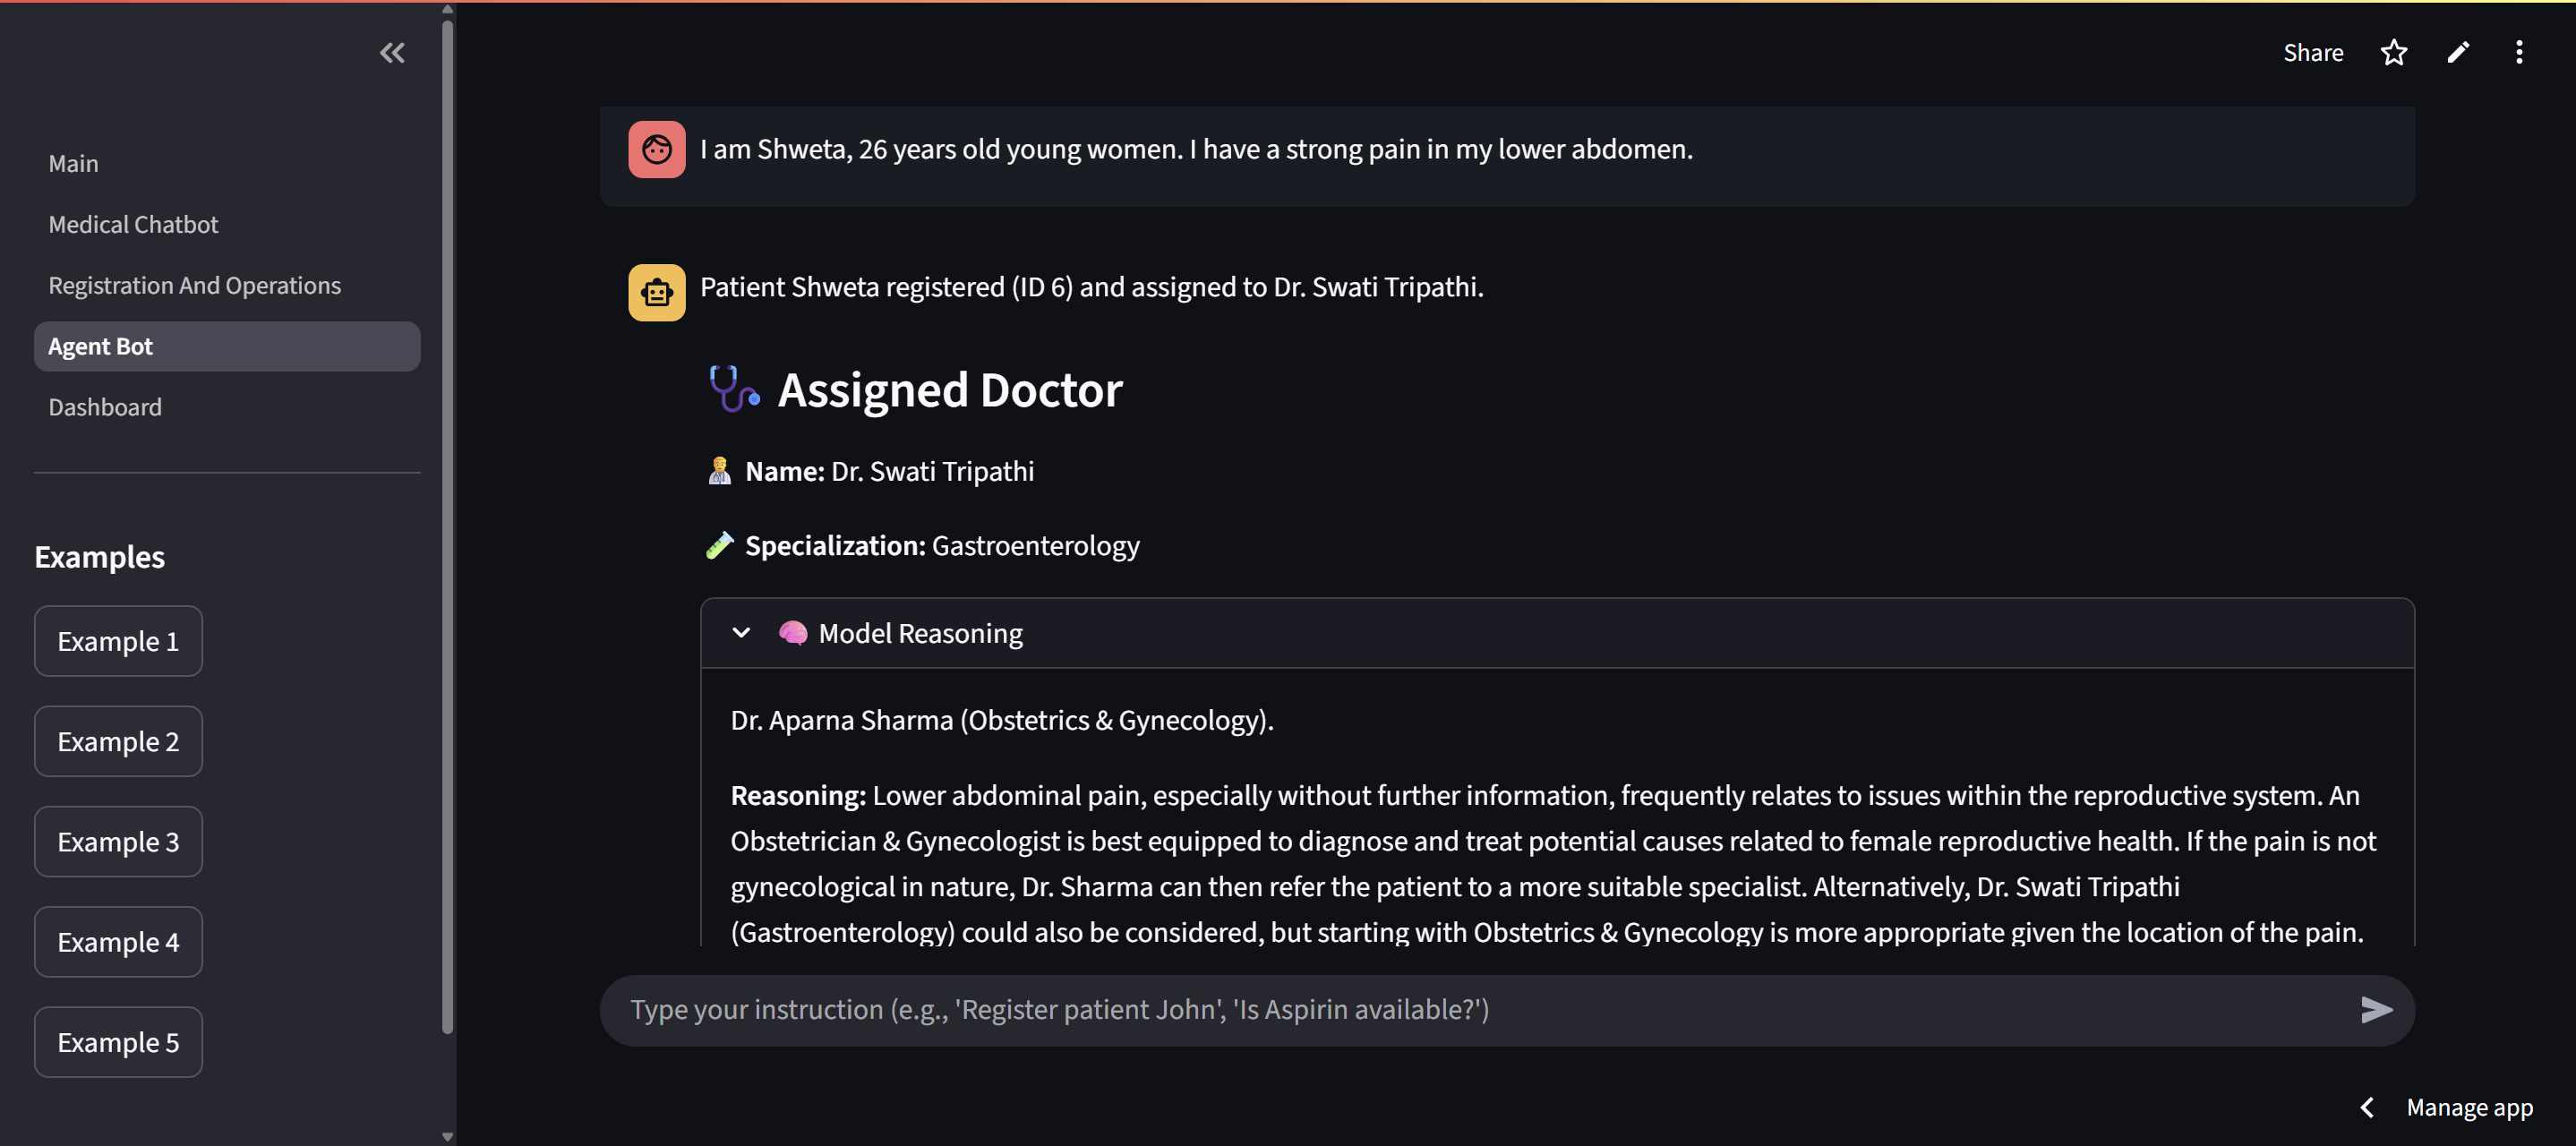 Main
Medical Chatbot
Registration And Operations
Agent Bot
Dashboard
Examples
Example 1
Example 2
Example 3
Example 4
Example 5
Share
I am Shweta, 26 years old young women. I have a strong pain in my lower abdomen.
Patient Shweta registered (ID 6) and assigned to Dr. Swati Tripathi.
Assigned Doctor
Name: Dr. Swati Tripathi
Specialization: Gastroenterology
Model Reasoning
Dr. Aparna Sharma (Obstetrics & Gynecology).
Reasoning: Lower abdominal pain, especially without further information, frequently relates to issues within the reproductive system. An
Obstetrician & Gynecologist is best equipped to diagnose and treat potential causes related to female reproductive health. If the pain is not
gynecological in nature, Dr. Sharma can then refer the patient to a more suitable specialist. Alternatively, Dr. Swati Tripathi
(Gastroenterology) could also be considered, but starting with Obstetrics & Gynecology is more appropriate given the location of the pain.
Type your instruction (e.g., 'Register patient John', 'Is Aspirin available?')
Manage app